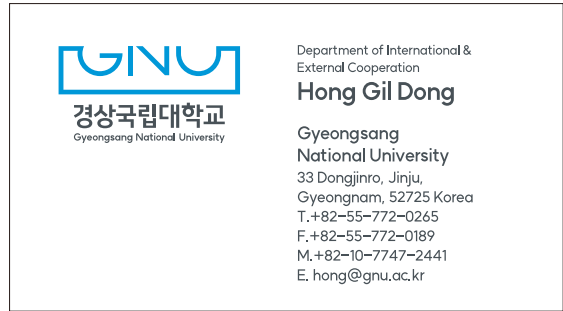 GNU
경상국립대학교
Gyeongsang National University
Department of International &
External Cooperation
Hong Gil Dong
Gyeongsang
National University
33 Dongjinro, Jinju,
Gyeongnam, 52725 Korea
T.+82-55-772-0265
F.+82-55-772-0189
M.+82-10-7747-2441
E. hong@gnu.ac.kr